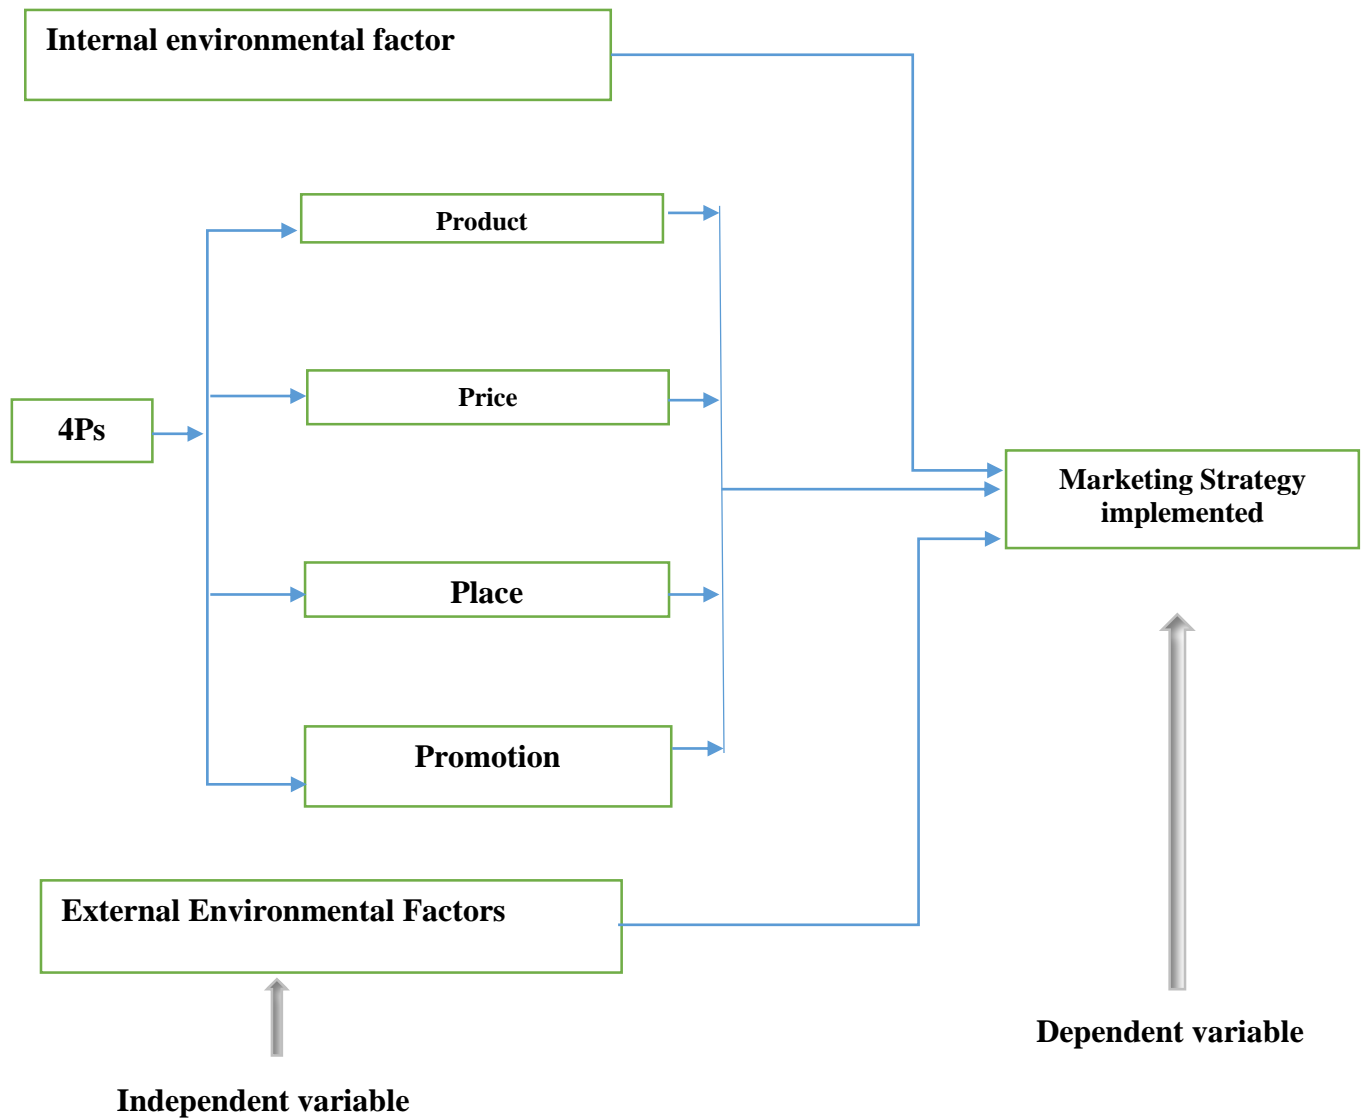 Internal environmental factor
Product
Price
4Ps
Marketing Strategy
implemented
Place
Promotion
External Environmental Factors
Dependent variable
Independent variable